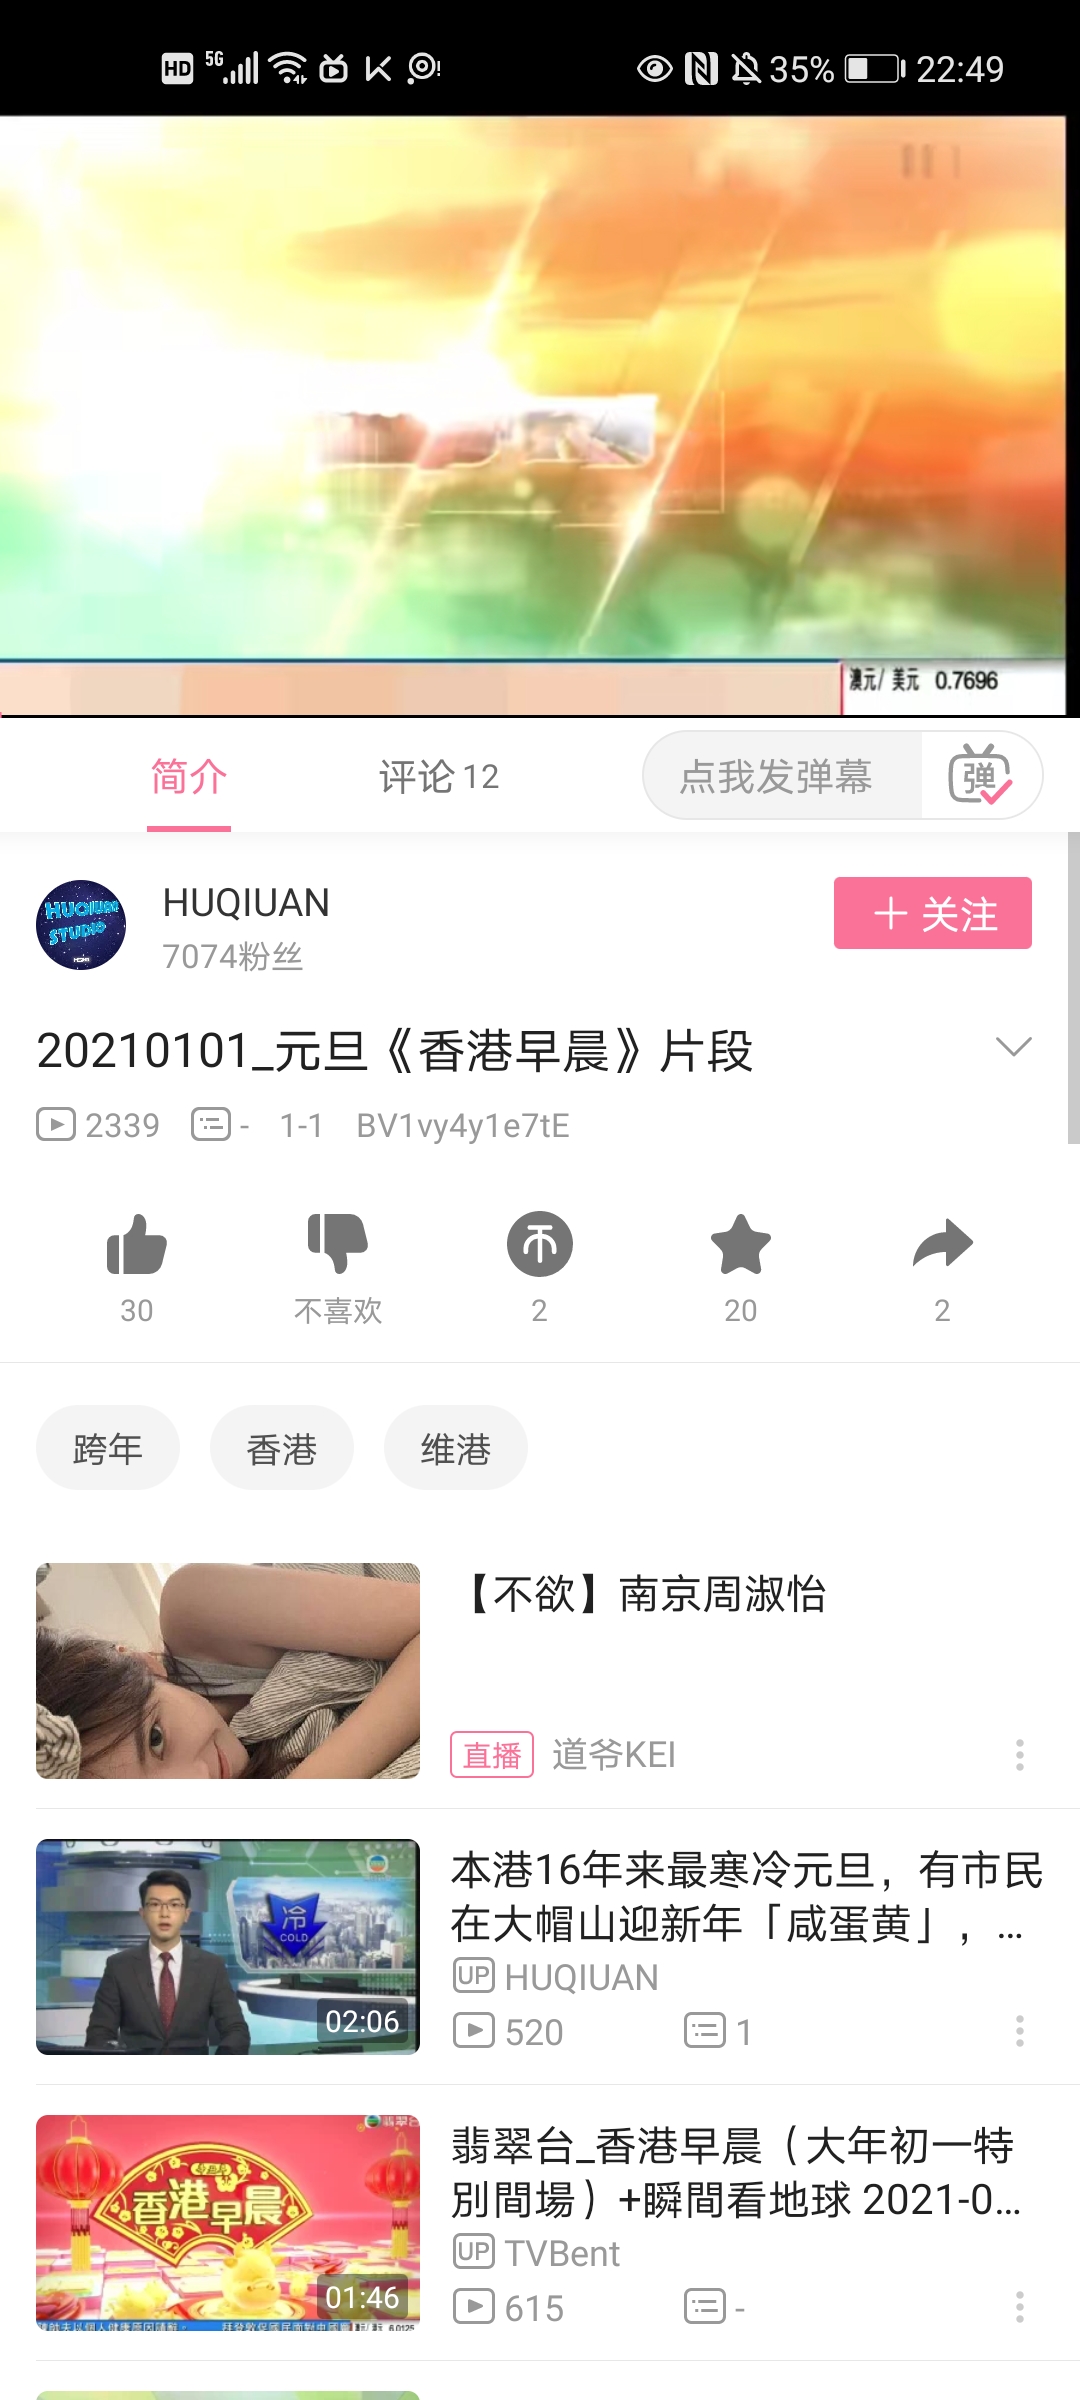 HD 5G 35% 22:49
澳元/ 美元 0.7696
简介 评论 12 点我发弹幕 弹
HUQIUAN STUDIO
HUQIUAN
7074粉丝
+ 关注
20210101_元旦《香港早晨》片段
2339 - 1-1 BV1vy4y1e7tE
30 不喜欢 2 20 2
跨年 香港 维港
【不欲】南京周淑怡
直播 道爷KEI
冷
COLD
02:06
本港16年来最寒冷元旦，有市民
在大帽山迎新年「咸蛋黄」，...
UP HUQIUAN
520 1
翡翠台
香港早晨
01:46
翡翠台_香港早晨（大年初一特
別間場）+瞬間看地球 2021-0...
UP TVBent
615 -